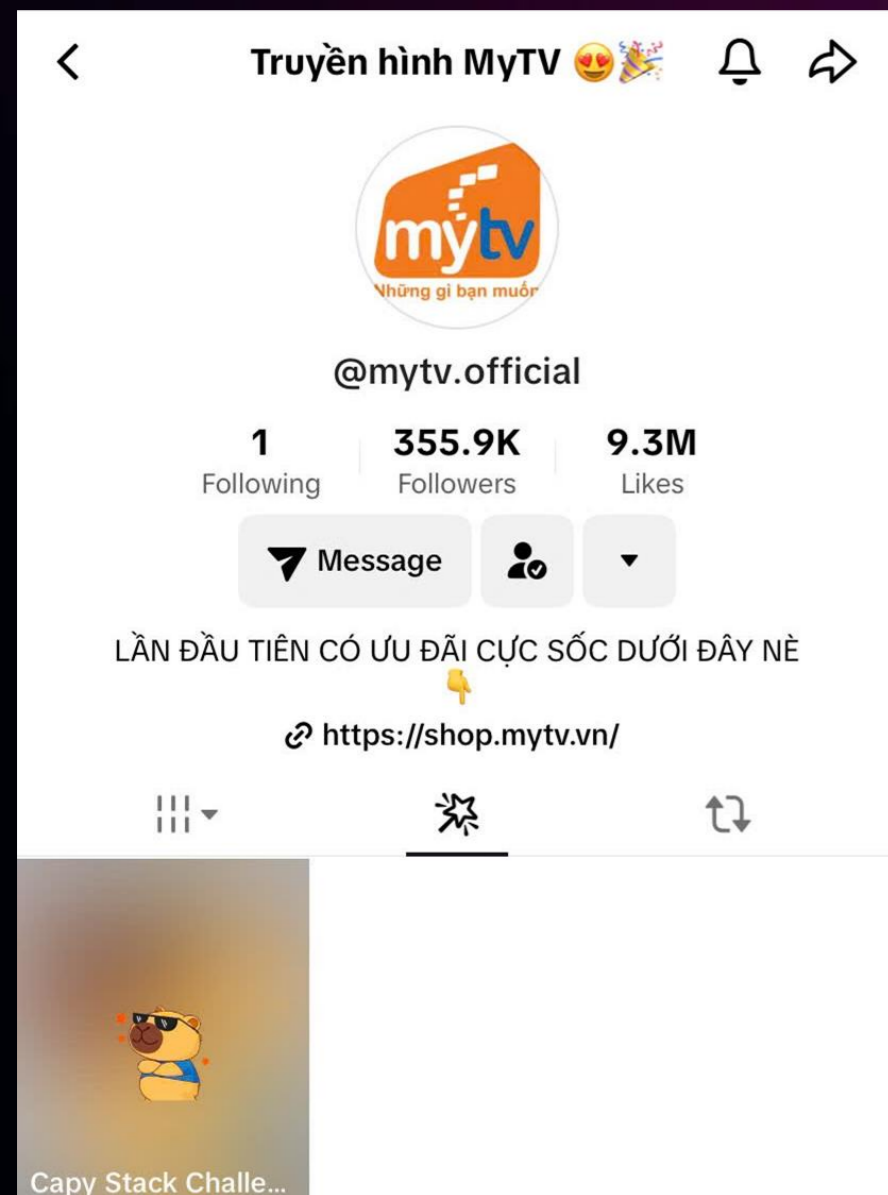 Truyền hình MyTV 😍🎉
mytv
Những gì bạn muốn
@mytv.official
1 355.9K 9.3M
Following Followers Likes
Message
LẦN ĐẦU TIÊN CÓ ƯU ĐÃI CỰC SỐC DƯỚI ĐÂY NÈ
👇
https://shop.mytv.vn/
Capy Stack Challe...